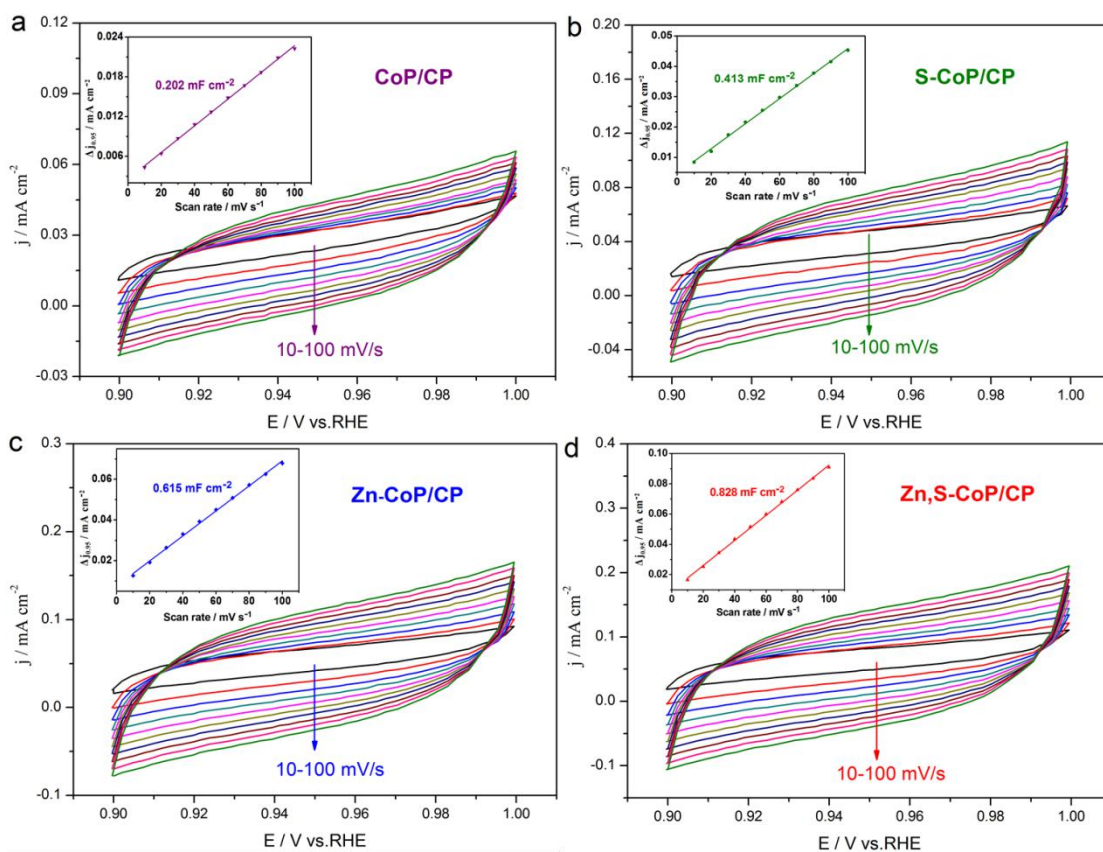 a
CoP/CP
0.202 mF cm⁻²
Δj₀.₉₅ / mA cm⁻²
0.024
0.018
0.012
0.006
0 20 40 60 80 100
Scan rate / mV s⁻¹
j / mA cm⁻²
0.12
0.09
0.06
0.03
0.00
-0.03
10-100 mV/s
0.90 0.92 0.94 0.96 0.98 1.00
E / V vs.RHE
b
S-CoP/CP
0.413 mF cm⁻²
Δj₀.₉₅ / mA cm⁻²
0.05
0.04
0.03
0.02
0.01
0 20 40 60 80 100
Scan rate / mV s⁻¹
j / mA cm⁻²
0.20
0.16
0.12
0.08
0.04
0.00
-0.04
10-100 mV/s
0.90 0.92 0.94 0.96 0.98 1.00
E / V vs.RHE
c
Zn-CoP/CP
0.615 mF cm⁻²
Δj₀.₉₅ / mA cm⁻²
0.06
0.04
0.02
0 20 40 60 80 100
Scan rate / mV s⁻¹
j / mA cm⁻²
0.3
0.2
0.1
0.0
-0.1
10-100 mV/s
0.90 0.92 0.94 0.96 0.98 1.00
E / V vs.RHE
d
Zn,S-CoP/CP
0.828 mF cm⁻²
Δj₀.₉₅ / mA cm⁻²
0.10
0.08
0.06
0.04
0.02
0 20 40 60 80 100
Scan rate / mV s⁻¹
j / mA cm⁻²
0.4
0.3
0.2
0.1
0.0
-0.1
10-100 mV/s
0.90 0.92 0.94 0.96 0.98 1.00
E / V vs.RHE